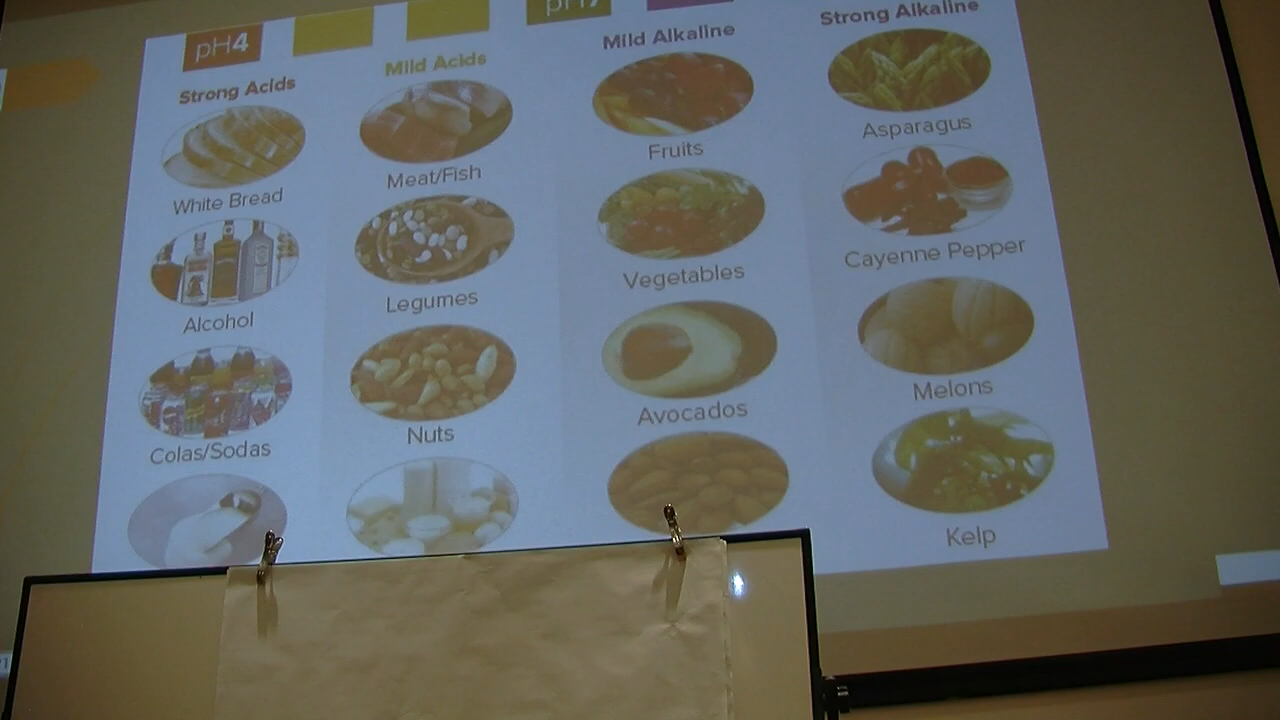 pH4
pH7
Strong Acids
Mild Acids
Mild Alkaline
Strong Alkaline
White Bread
Meat/Fish
Fruits
Asparagus
Alcohol
Legumes
Vegetables
Cayenne Pepper
Colas/Sodas
Nuts
Avocados
Melons
Kelp